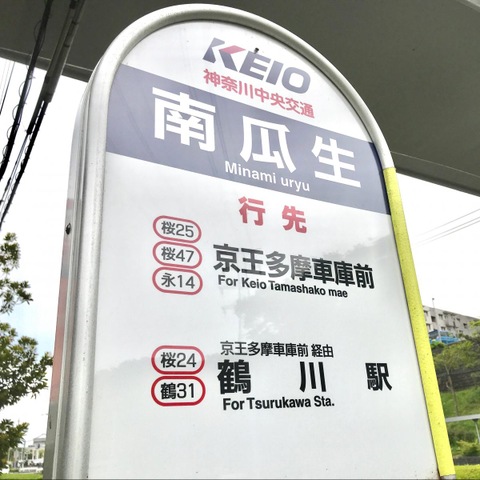 KEIO
神奈川中央交通
南瓜生
Minami uryu
行先
桜25
桜47
永14
京王多摩車庫前
For Keio Tamashako mae
桜24
鶴31
京王多摩車庫前 経由
鶴川駅
For Tsurukawa Sta.